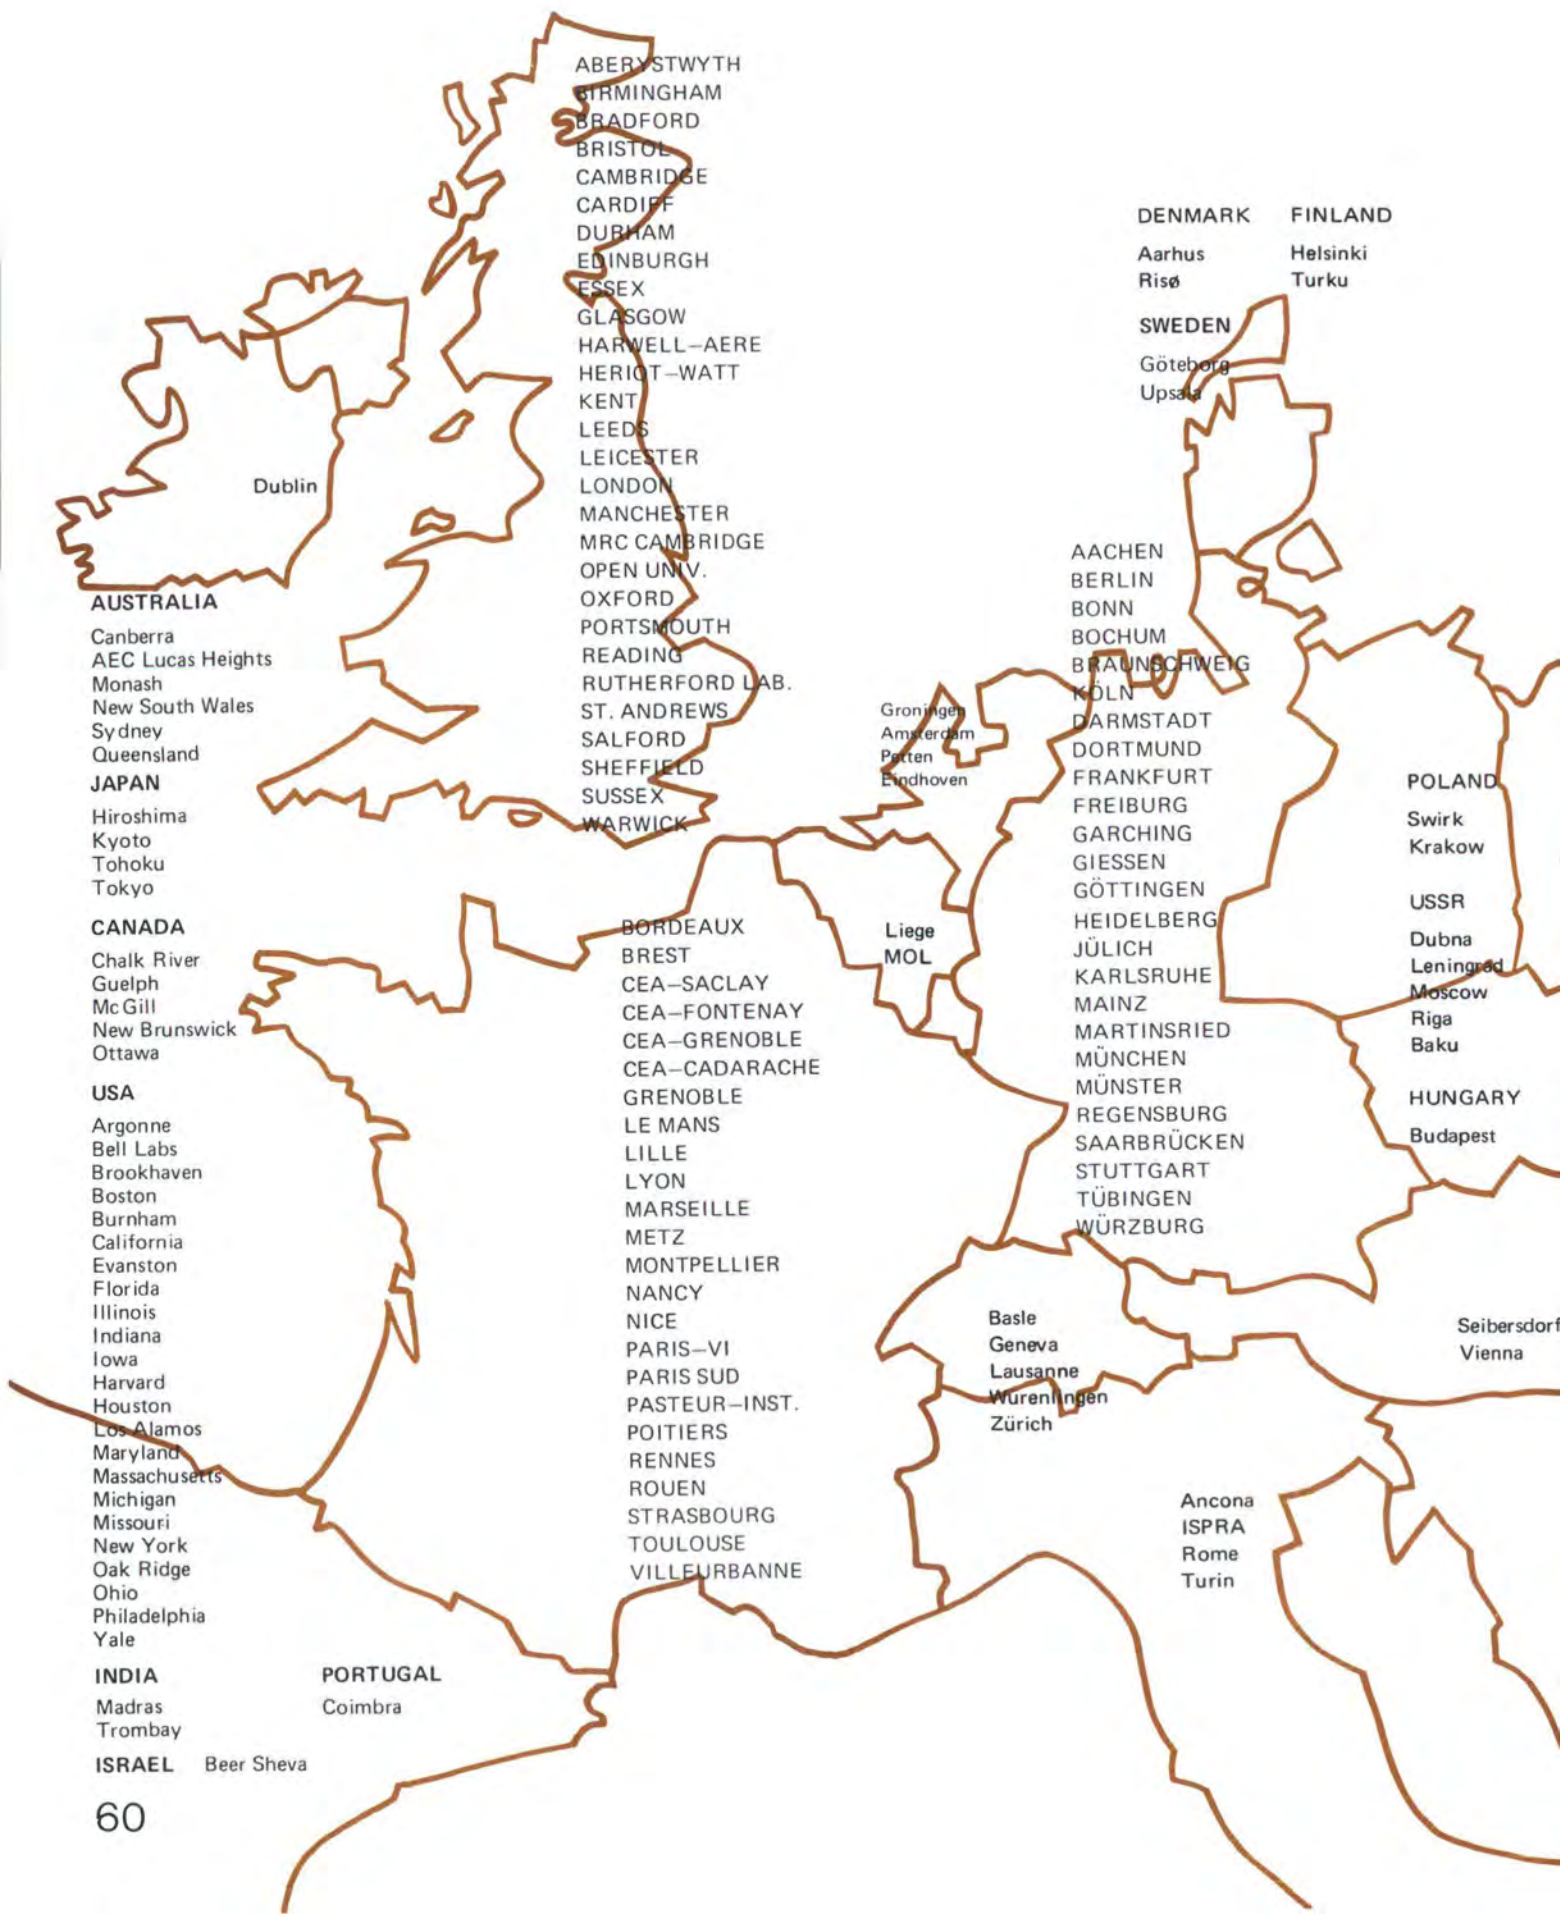 ABERYSTWYTH
BIRMINGHAM
BRADFORD
BRISTOL
CAMBRIDGE
CARDIFF
DURHAM
EDINBURGH
ESSEX
GLASGOW
HARWELL–AERE
HERIOT–WATT
KENT
LEEDS
LEICESTER
LONDON
MANCHESTER
MRC CAMBRIDGE
OPEN UNIV.
OXFORD
PORTSMOUTH
READING
RUTHERFORD LAB.
ST. ANDREWS
SALFORD
SHEFFIELD
SUSSEX
WARWICK
DENMARK
Aarhus
Risø
FINLAND
Helsinki
Turku
SWEDEN
Göteborg
Upsala
Dublin
AUSTRALIA
Canberra
AEC Lucas Heights
Monash
New South Wales
Sydney
Queensland
JAPAN
Hiroshima
Kyoto
Tohoku
Tokyo
CANADA
Chalk River
Guelph
McGill
New Brunswick
Ottawa
USA
Argonne
Bell Labs
Brookhaven
Boston
Burnham
California
Evanston
Florida
Illinois
Indiana
Iowa
Harvard
Houston
Los Alamos
Maryland
Massachusetts
Michigan
Missouri
New York
Oak Ridge
Ohio
Philadelphia
Yale
INDIA
Madras
Trombay
PORTUGAL
Coimbra
ISRAEL Beer Sheva
Groningen
Amsterdam
Petten
Eindhoven
Liege
MOL
BORDEAUX
BREST
CEA–SACLAY
CEA–FONTENAY
CEA–GRENOBLE
CEA–CADARACHE
GRENOBLE
LE MANS
LILLE
LYON
MARSEILLE
METZ
MONTPELLIER
NANCY
NICE
PARIS–VI
PARIS SUD
PASTEUR–INST.
POITIERS
RENNES
ROUEN
STRASBOURG
TOULOUSE
VILLEURBANNE
AACHEN
BERLIN
BONN
BOCHUM
BRAUNSCHWEIG
KÖLN
DARMSTADT
DORTMUND
FRANKFURT
FREIBURG
GARCHING
GIESSEN
GÖTTINGEN
HEIDELBERG
JÜLICH
KARLSRUHE
MAINZ
MARTINSRIED
MÜNCHEN
MÜNSTER
REGENSBURG
SAARBRÜCKEN
STUTTGART
TÜBINGEN
WÜRZBURG
POLAND
Swirk
Krakow
USSR
Dubna
Leningrad
Moscow
Riga
Baku
HUNGARY
Budapest
Basle
Geneva
Lausanne
Würenlingen
Zürich
Seibersdorf
Vienna
Ancona
ISPRA
Rome
Turin
60